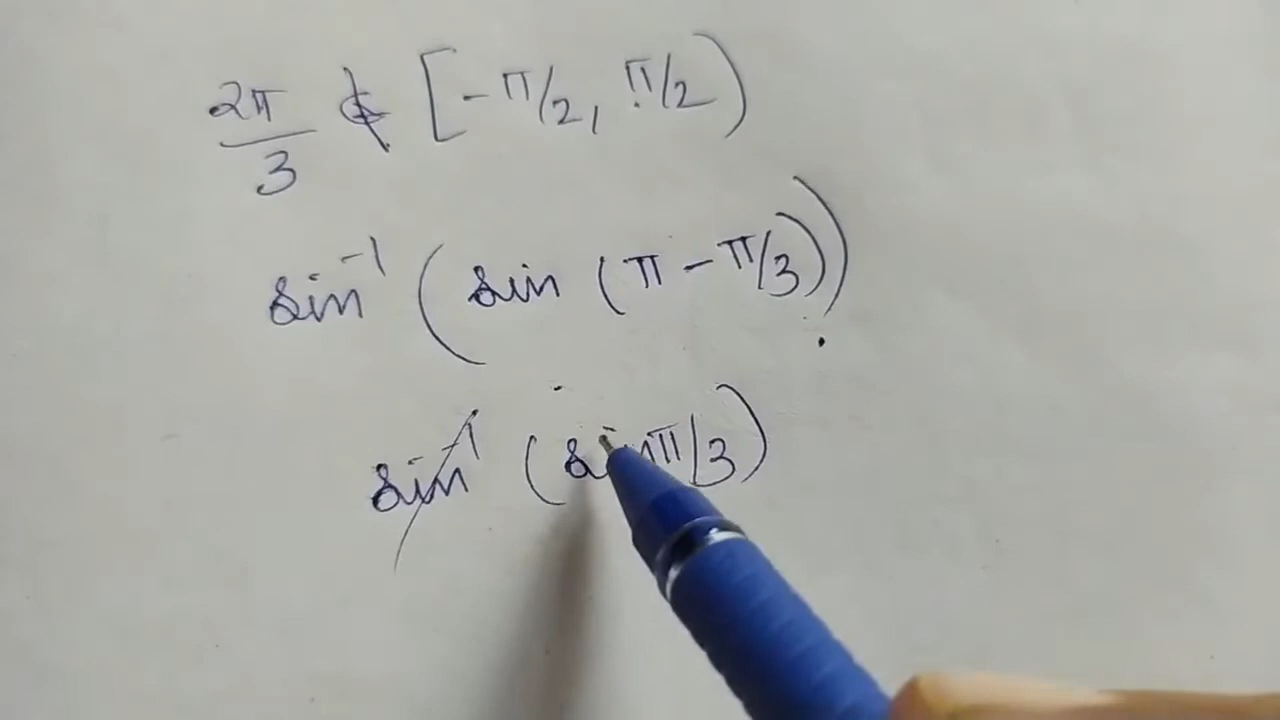 2π/3 ∉ [-π/2, π/2)
sin⁻¹ (sin (π - π/3))
sin⁻¹ (sin π/3)